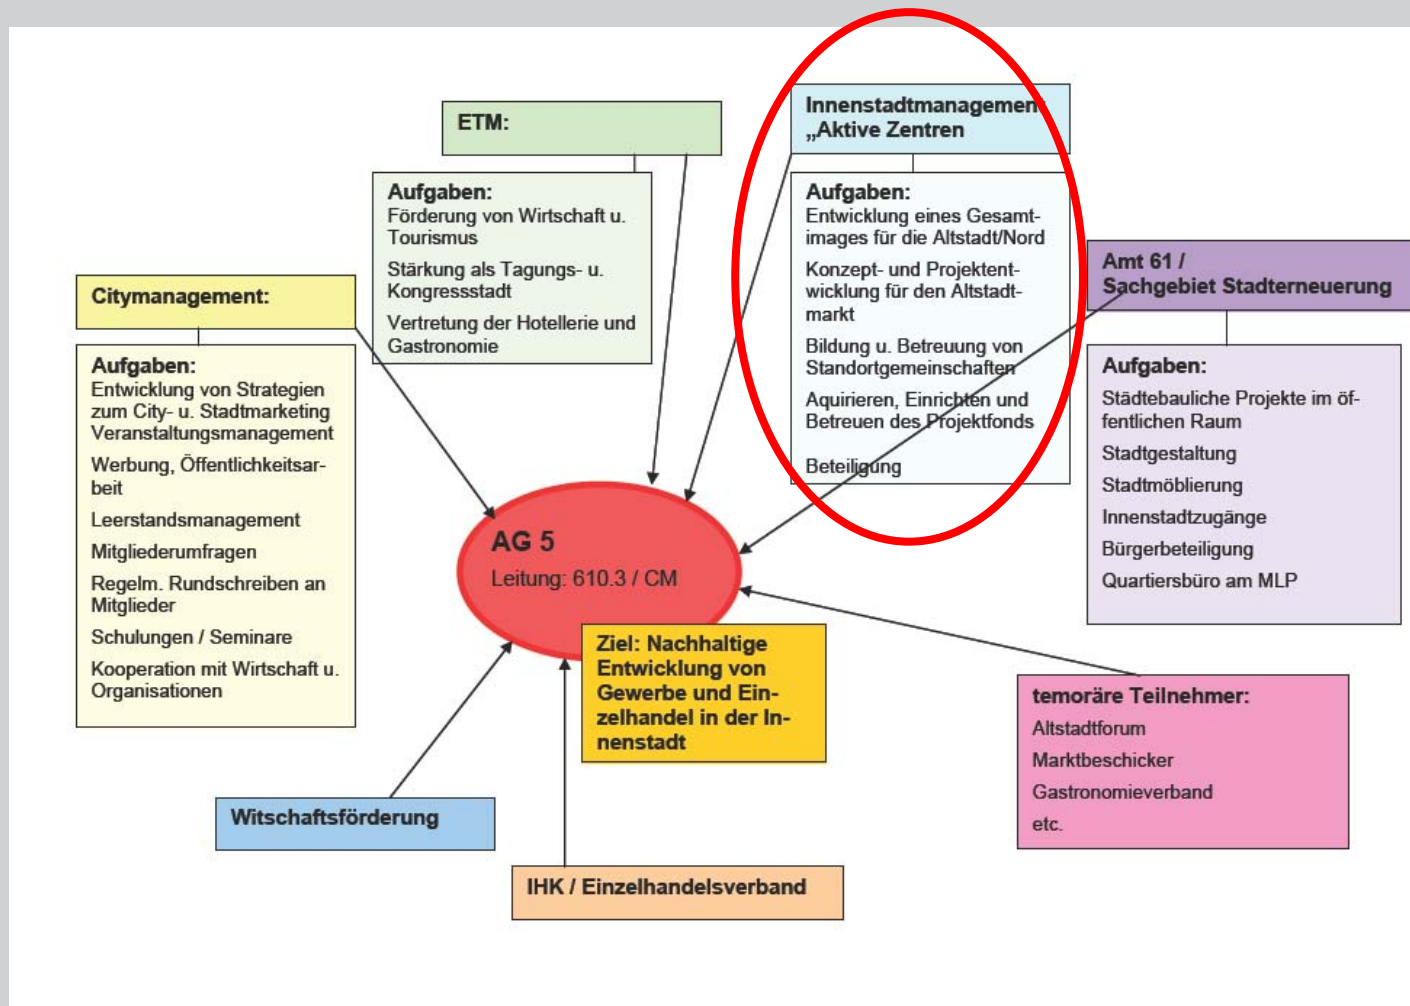 ETM:
Aufgaben:
Förderung von Wirtschaft u.
Tourismus
Stärkung als Tagungs- u.
Kongressstadt
Vertretung der Hotellerie und
Gastronomie
Innenstadtmanagement
„Aktive Zentren
Aufgaben:
Entwicklung eines Gesamt-
images für die Altstadt/Nord
Konzept- und Projektent-
wicklung für den Altstadt-
markt
Bildung u. Betreuung von
Standortgemeinschaften
Aquirieren, Einrichten und
Betreuen des Projektfonds
Beteiligung
Amt 61 /
Sachgebiet Stadterneuerung
Aufgaben:
Städtebauliche Projekte im öf-
fentlichen Raum
Stadtgestaltung
Stadtmöblierung
Innenstadtzugänge
Bürgerbeteiligung
Quartiersbüro am MLP
Citymanagement:
Aufgaben:
Entwicklung von Strategien
zum City- u. Stadtmarketing
Veranstaltungsmanagement
Werbung, Öffentlichkeitsar-
beit
Leerstandsmanagement
Mitgliederumfragen
Regelm. Rundschreiben an
Mitglieder
Schulungen / Seminare
Kooperation mit Wirtschaft u.
Organisationen
AG 5
Leitung: 610.3 / CM
Ziel: Nachhaltige
Entwicklung von
Gewerbe und Ein-
zelhandel in der In-
nenstadt
temoräre Teilnehmer:
Altstadtforum
Marktbeschicker
Gastronomieverband
etc.
Witschaftsförderung
IHK / Einzelhandelsverband